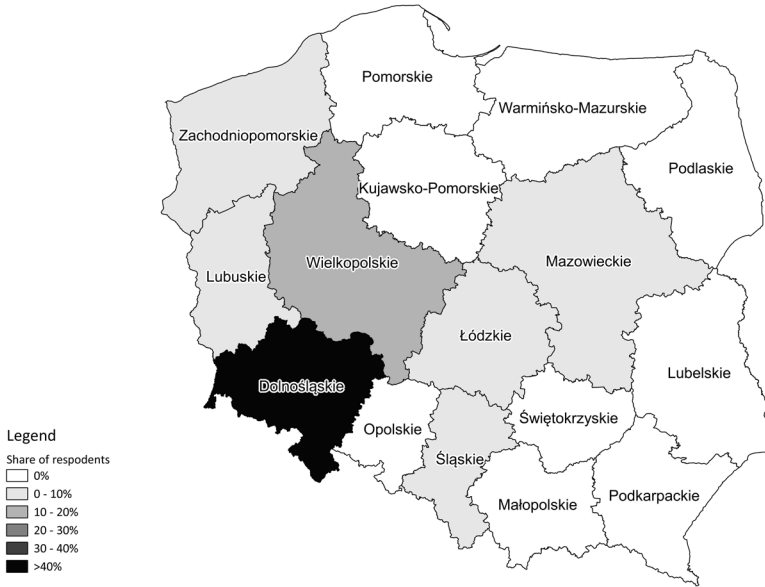 Pomorskie
Warmińsko-Mazurskie
Zachodniopomorskie
Podlaskie
Kujawsko-Pomorskie
Wielkopolskie
Mazowieckie
Lubuskie
Łódzkie
Lubelskie
Dolnośląskie
Świętokrzyskie
Opolskie
Śląskie
Małopolskie
Podkarpackie
Legend
Share of respodents
0%
0 - 10%
10 - 20%
20 - 30%
30 - 40%
>40%